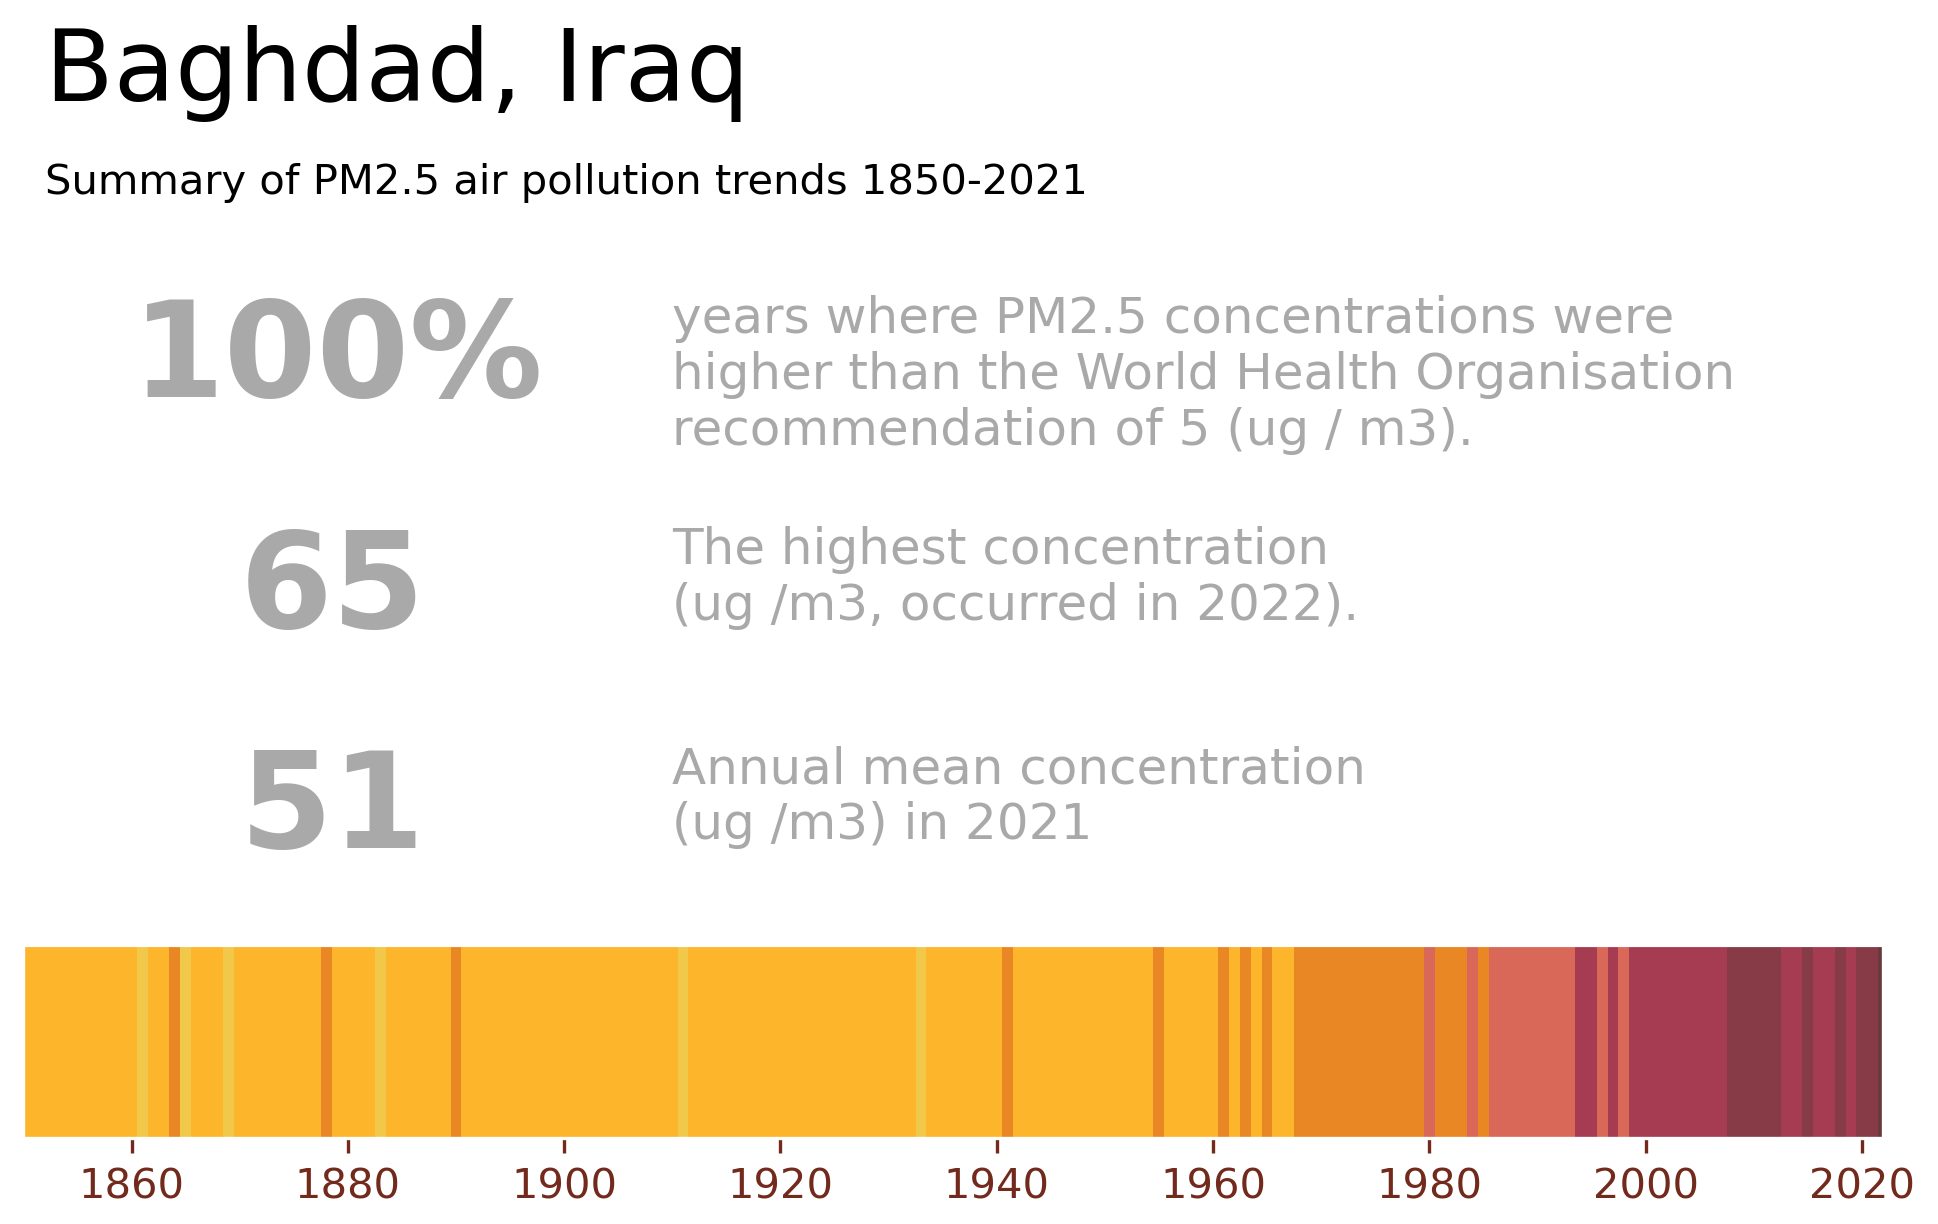 Baghdad, Iraq
Summary of PM2.5 air pollution trends 1850-2021
100%
years where PM2.5 concentrations were
higher than the World Health Organisation
recommendation of 5 (ug / m3).
65
The highest concentration
(ug /m3, occurred in 2022).
51
Annual mean concentration
(ug /m3) in 2021
1860 1880 1900 1920 1940 1960 1980 2000 2020